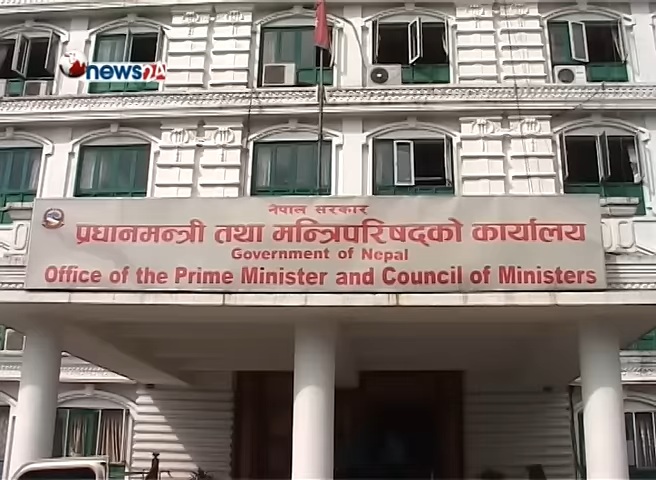 news24
नेपाल सरकार
प्रधानमन्त्री तथा मन्त्रिपरिषद्को कार्यालय
Government of Nepal
Office of the Prime Minister and Council of Ministers